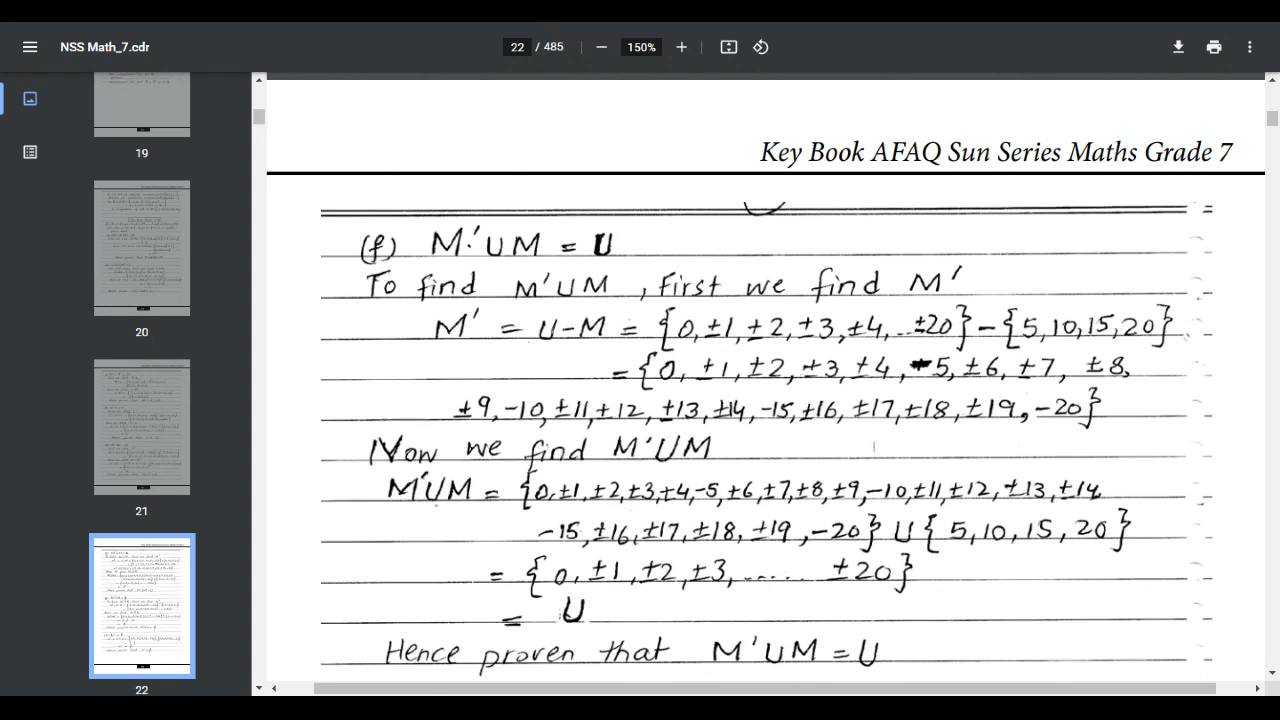 NSS Math_7.cdr
22 / 485
150%
19
20
21
22
Key Book AFAQ Sun Series Maths Grade 7
(f) M'UM = U
To find M'UM , First we find M'
M' = U-M = {0,±1,±2,±3,±4,...±20} - {5,10,15,20}
= {0, ±1, ±2, ±3, ±4, -5, ±6, ±7, ±8,
±9, -10, ±11, ±12, ±13, ±14, -15, ±16, ±17, ±18, ±19, -20}
Now we find M'UM
M'UM = {0,±1,±2,±3,±4,-5,±6,±7,±8,±9,-10,±11,±12,±13,±14
-15, ±16, ±17, ±18, ±19, -20} U {5,10,15,20}
= {0, ±1, ±2, ±3, ...... ±20}
= U
Hence proven that M'UM = U